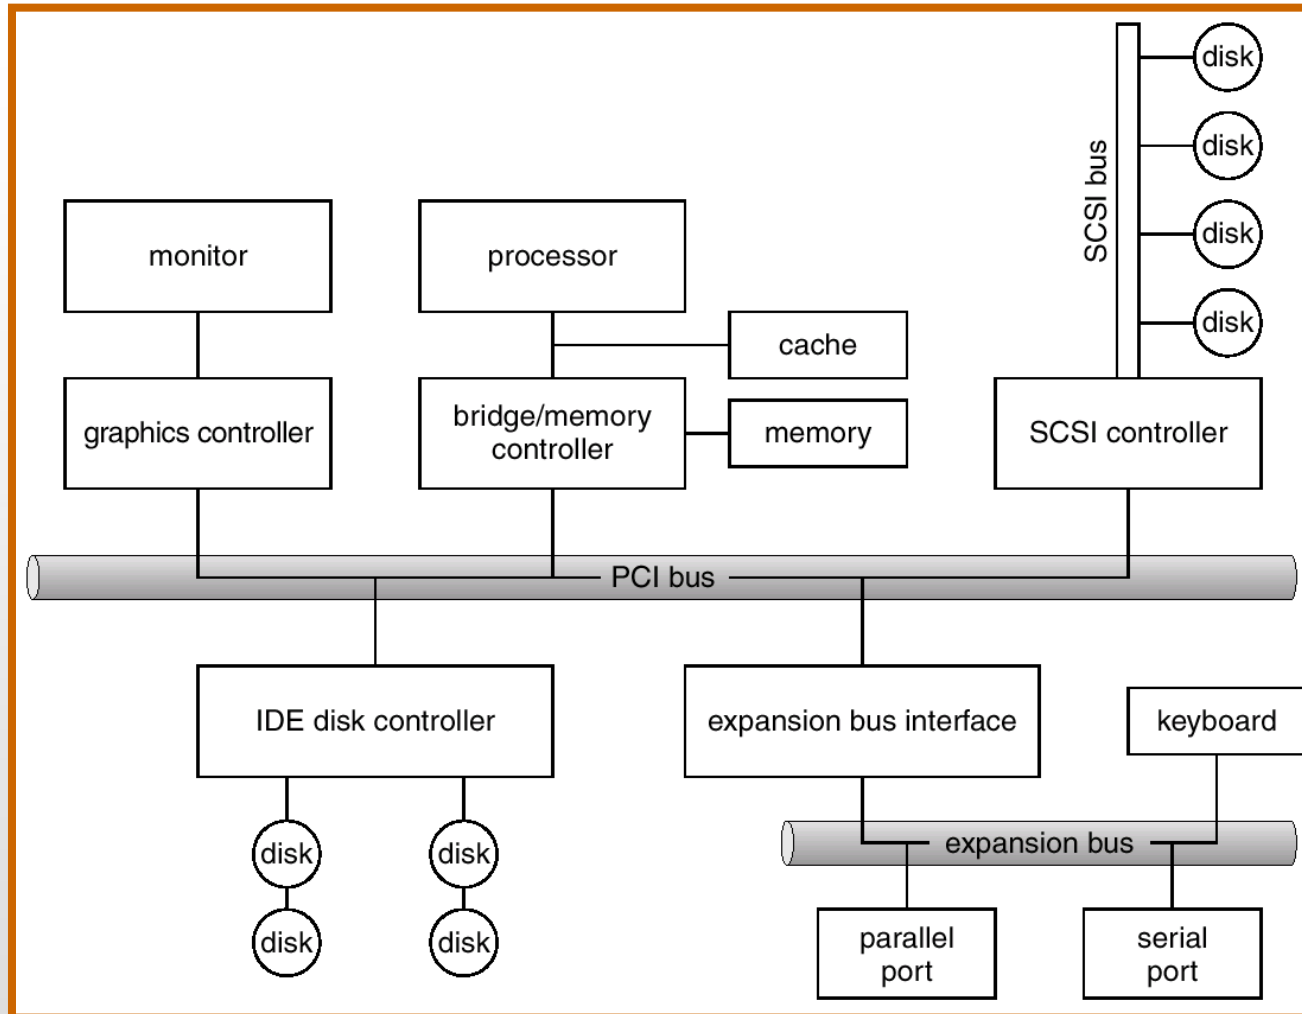 disk
disk
disk
disk
SCSI bus
monitor
processor
cache
graphics controller
bridge/memory
controller
memory
SCSI controller
PCI bus
IDE disk controller
expansion bus interface
keyboard
disk
disk
disk
disk
expansion bus
parallel
port
serial
port